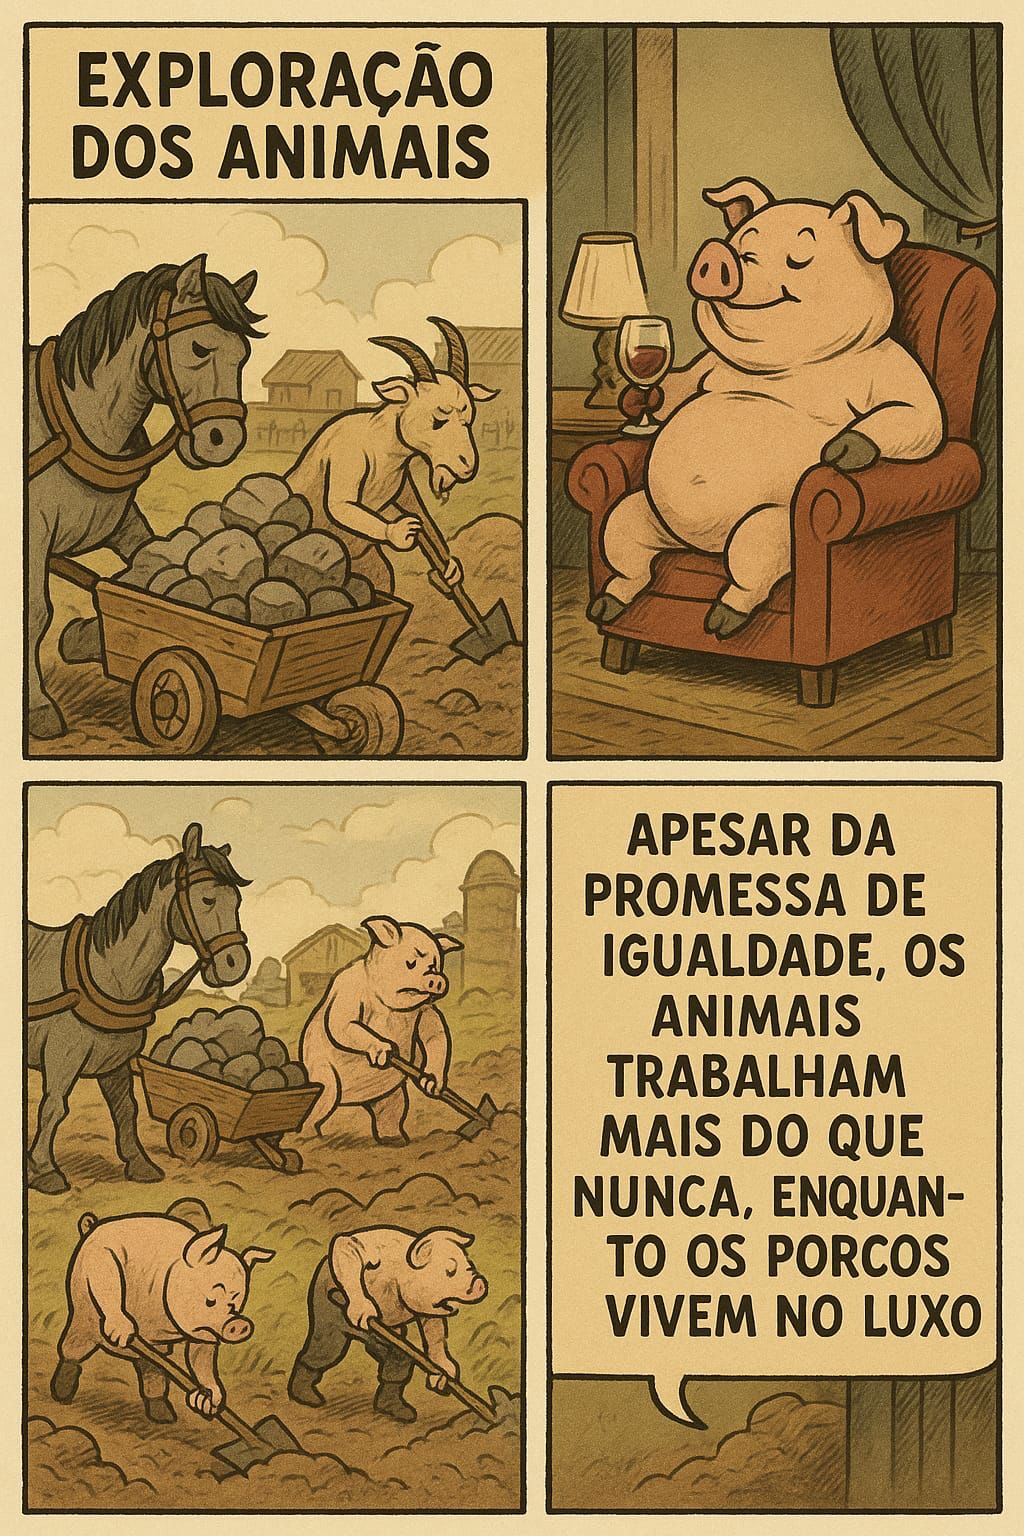 EXPLORAÇÃO
DOS ANIMAIS
APESAR DA
PROMESSA DE
IGUALDADE, OS
ANIMAIS
TRABALHAM
MAIS DO QUE
NUNCA, ENQUAN-
TO OS PORCOS
VIVEM NO LUXO